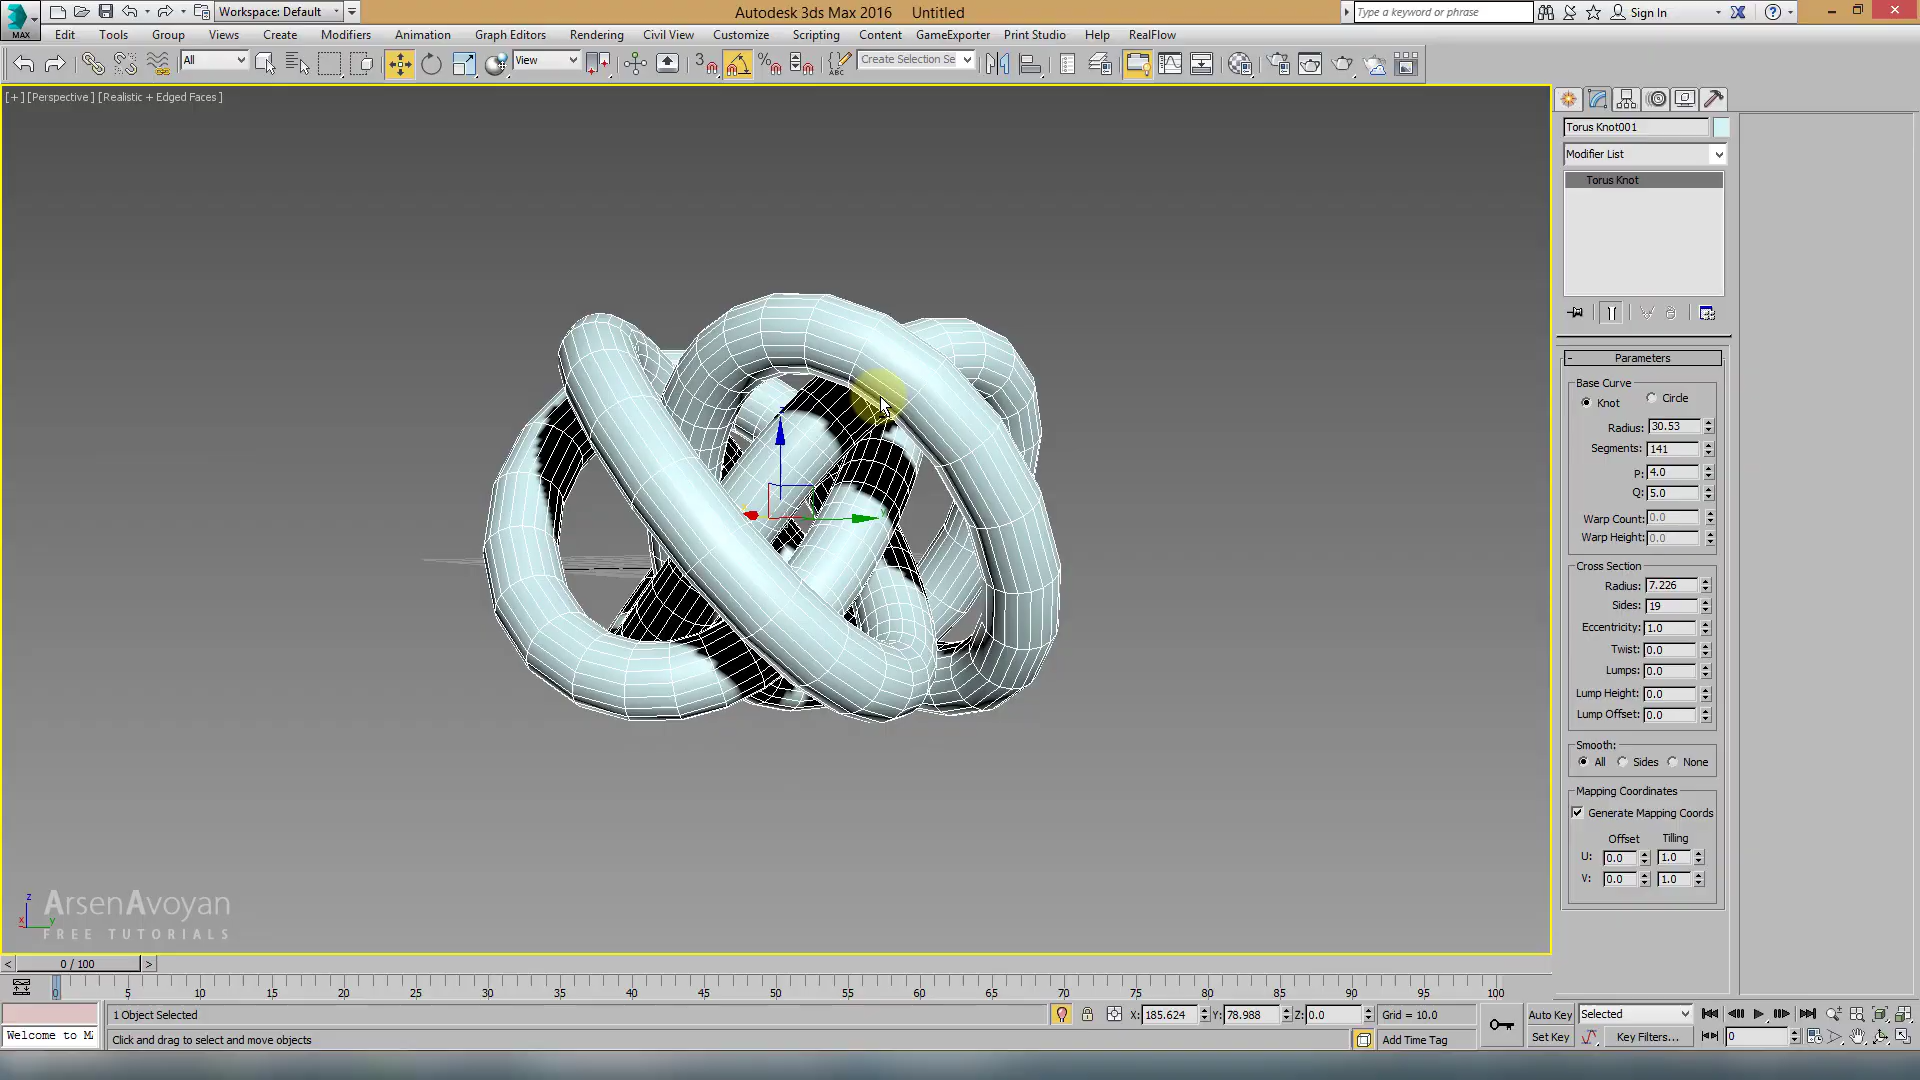 Workspace: Default
Autodesk 3ds Max 2016 Untitled
Type a keyword or phrase
Sign In
MAX
Edit Tools Group Views Create Modifiers Animation Graph Editors Rendering Civil View Customize Scripting Content GameExporter Print Studio Help RealFlow
All
View
3
ABC
Create Selection Se
[+] [Perspective] [Realistic + Edged Faces]
Torus Knot001
Modifier List
Torus Knot
- Parameters
Base Curve
Knot Circle
Radius: 30.53
Segments: 141
P: 4.0
Q: 5.0
Warp Count: 0.0
Warp Height: 0.0
Cross Section
Radius: 7.226
Sides: 19
Eccentricity: 1.0
Twist: 0.0
Lumps: 0.0
Lump Height: 0.0
Lump Offset: 0.0
Smooth:
All Sides None
Mapping Coordinates
Generate Mapping Coords
Offset Tilling
U: 0.0 1.0
V: 0.0 1.0
z
x y
ArsenAvoyan
FREE TUTORIALS
< 0 / 100 >
0 5 10 15 20 25 30 35 40 45 50 55 60 65 70 75 80 85 90 95 100
1 Object Selected
X: 185.624 Y: 78.988 Z: 0.0 Grid = 10.0
Auto Key Selected
Welcome to M
Click and drag to select and move objects
Add Time Tag
Set Key Key Filters... 0